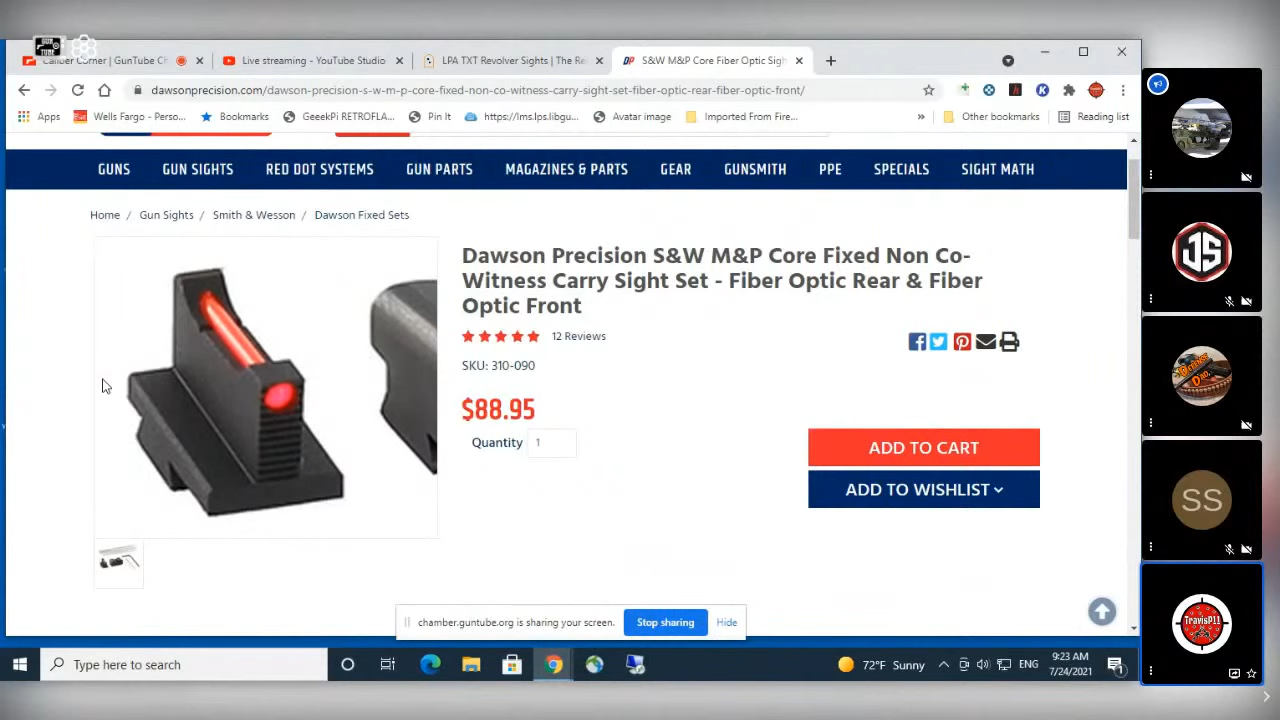 GUN
TUBE
Caliber Corner | GunTube Ch
Live streaming - YouTube Studio
LPA TXT Revolver Sights | The Re
S&W M&P Core Fiber Optic Sigh
dawsonprecision.com/dawson-precision-s-w-m-p-core-fixed-non-co-witness-carry-sight-set-fiber-optic-rear-fiber-optic-front/
Apps
Wells Fargo - Perso...
Bookmarks
GeeekPi RETROFLA...
Pin It
https://lms.lps.libgu...
Avatar image
Imported From Fire...
»
Other bookmarks
Reading list
GUNS GUN SIGHTS RED DOT SYSTEMS GUN PARTS MAGAZINES & PARTS GEAR GUNSMITH PPE SPECIALS SIGHT MATH
Home / Gun Sights / Smith & Wesson / Dawson Fixed Sets
Dawson Precision S&W M&P Core Fixed Non Co-
Witness Carry Sight Set - Fiber Optic Rear & Fiber
Optic Front
12 Reviews
SKU: 310-090
$88.95
Quantity 1
ADD TO CART
ADD TO WISHLIST
chamber.guntube.org is sharing your screen. Stop sharing Hide
Type here to search
72°F Sunny
ENG
9:23 AM
7/24/2021
1
JS
DEFENSE
DAD
SS
TravisP11